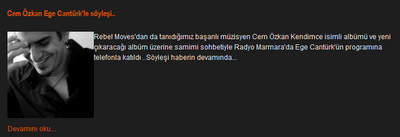 Cem Özkan Ege Cantürk'le söyleşi..
Rebel Moves'dan da tanıdığımız başarılı müzisyen Cem Özkan Kendimce isimli albümü ve yeni
çıkaracağı albüm üzerine samimi sohbetiyle Radyo Marmara'da Ege Cantürk'ün programına
telefonla katıldı ..Söyleşi haberin devamında...
Devamını oku...